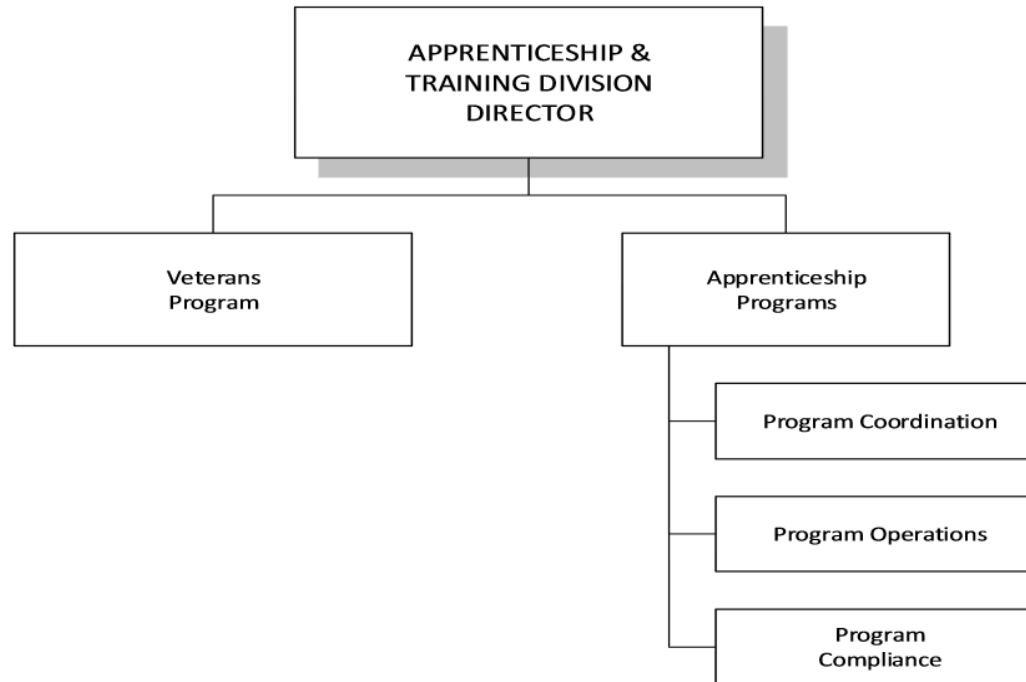 APPRENTICESHIP &
TRAINING DIVISION
DIRECTOR
Veterans
Program
Apprenticeship
Programs
Program Coordination
Program Operations
Program
Compliance